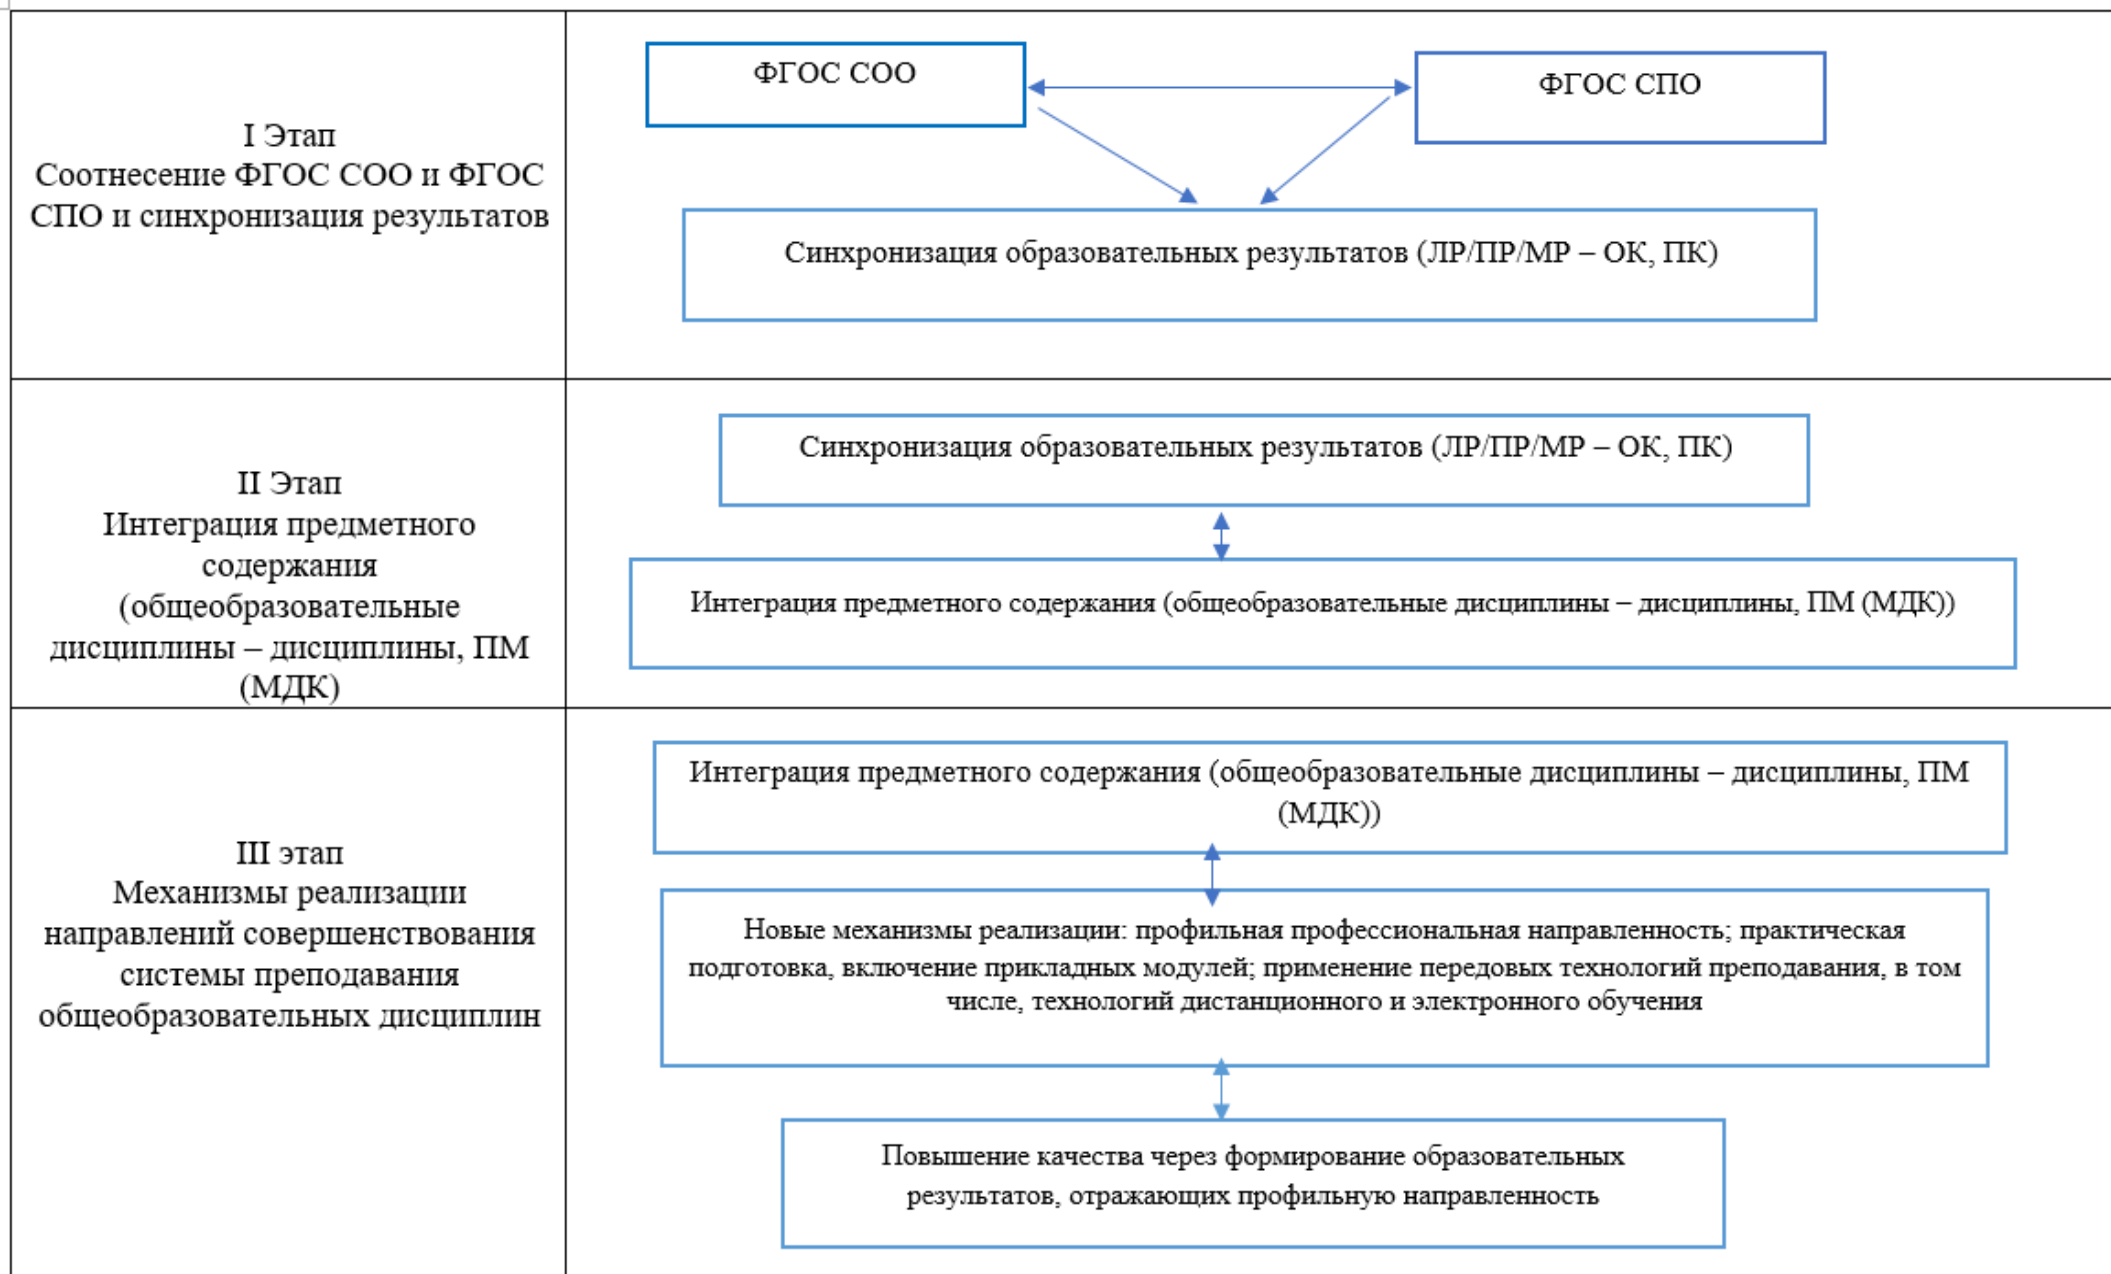 I Этап
Соотнесение ФГОС СОО и ФГОС
СПО и синхронизация результатов
ФГОС СОО
ФГОС СПО
Синхронизация образовательных результатов (ЛР/ПР/МР – ОК, ПК)
II Этап
Интеграция предметного
содержания
(общеобразовательные
дисциплины – дисциплины, ПМ
(МДК)
Синхронизация образовательных результатов (ЛР/ПР/МР – ОК, ПК)
Интеграция предметного содержания (общеобразовательные дисциплины – дисциплины, ПМ (МДК))
III этап
Механизмы реализации
направлений совершенствования
системы преподавания
общеобразовательных дисциплин
Интеграция предметного содержания (общеобразовательные дисциплины – дисциплины, ПМ
(МДК))
Новые механизмы реализации: профильная профессиональная направленность; практическая
подготовка, включение прикладных модулей; применение передовых технологий преподавания, в том
числе, технологий дистанционного и электронного обучения
Повышение качества через формирование образовательных
результатов, отражающих профильную направленность